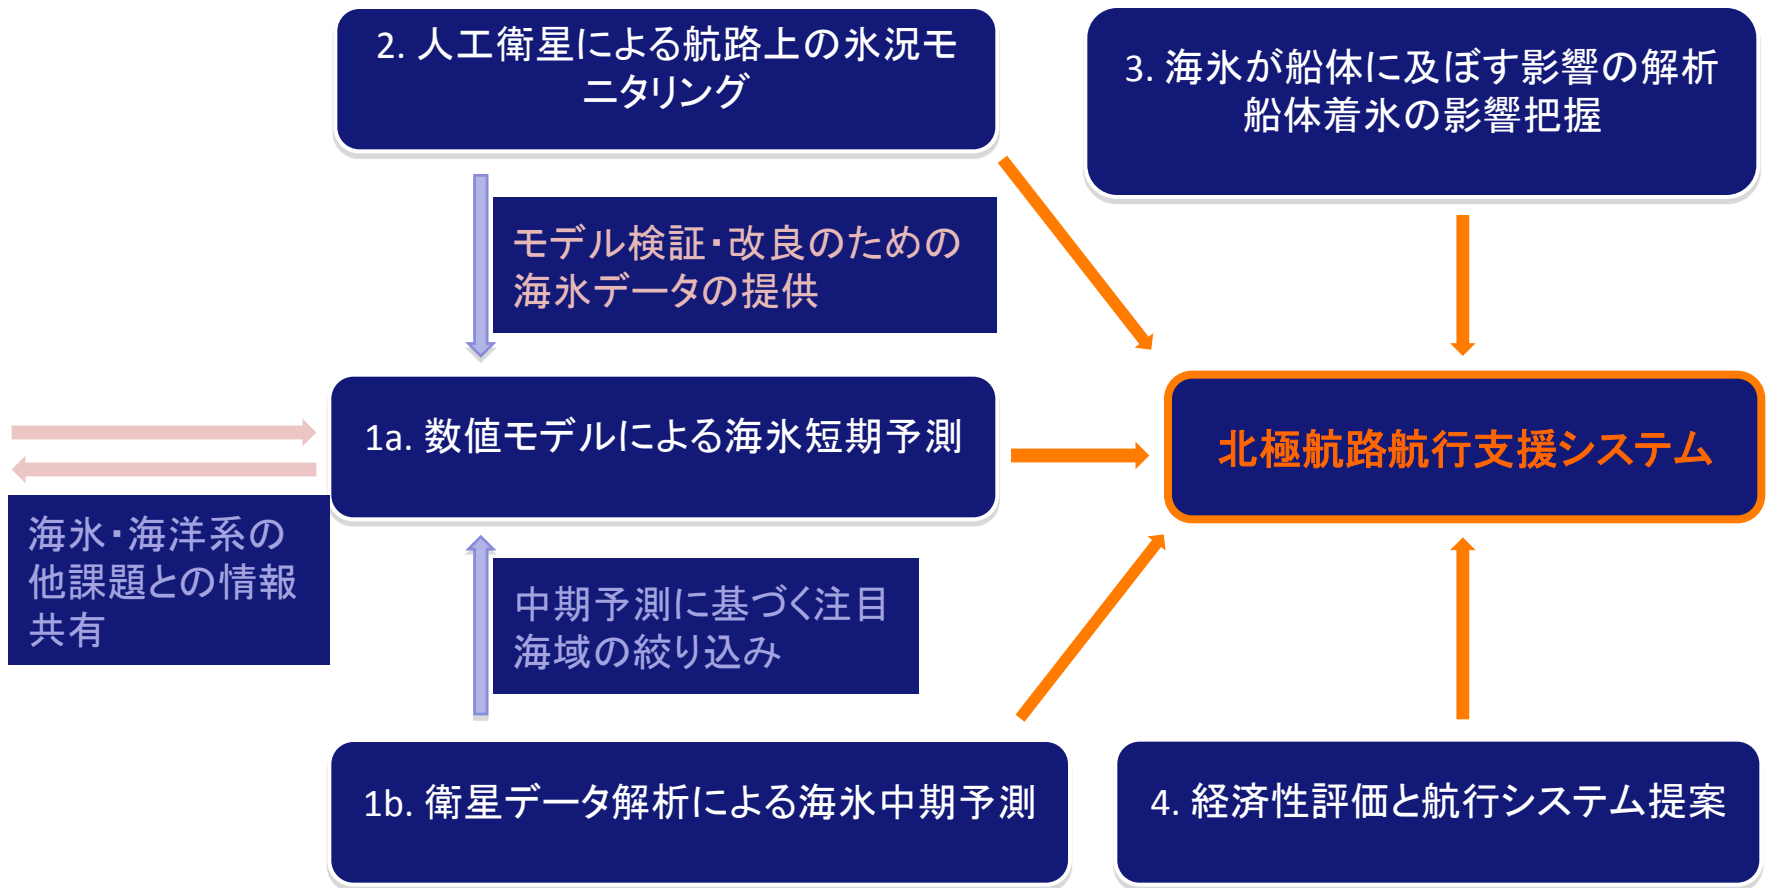 2. 人工衛星による航路上の氷況モ
ニタリング
3. 海氷が船体に及ぼす影響の解析
船体着氷の影響把握
モデル検証・改良のための
海氷データの提供
1a. 数値モデルによる海氷短期予測
北極航路航行支援システム
海氷・海洋系の
他課題との情報
共有
中期予測に基づく注目
海域の絞り込み
1b. 衛星データ解析による海氷中期予測
4. 経済性評価と航行システム提案